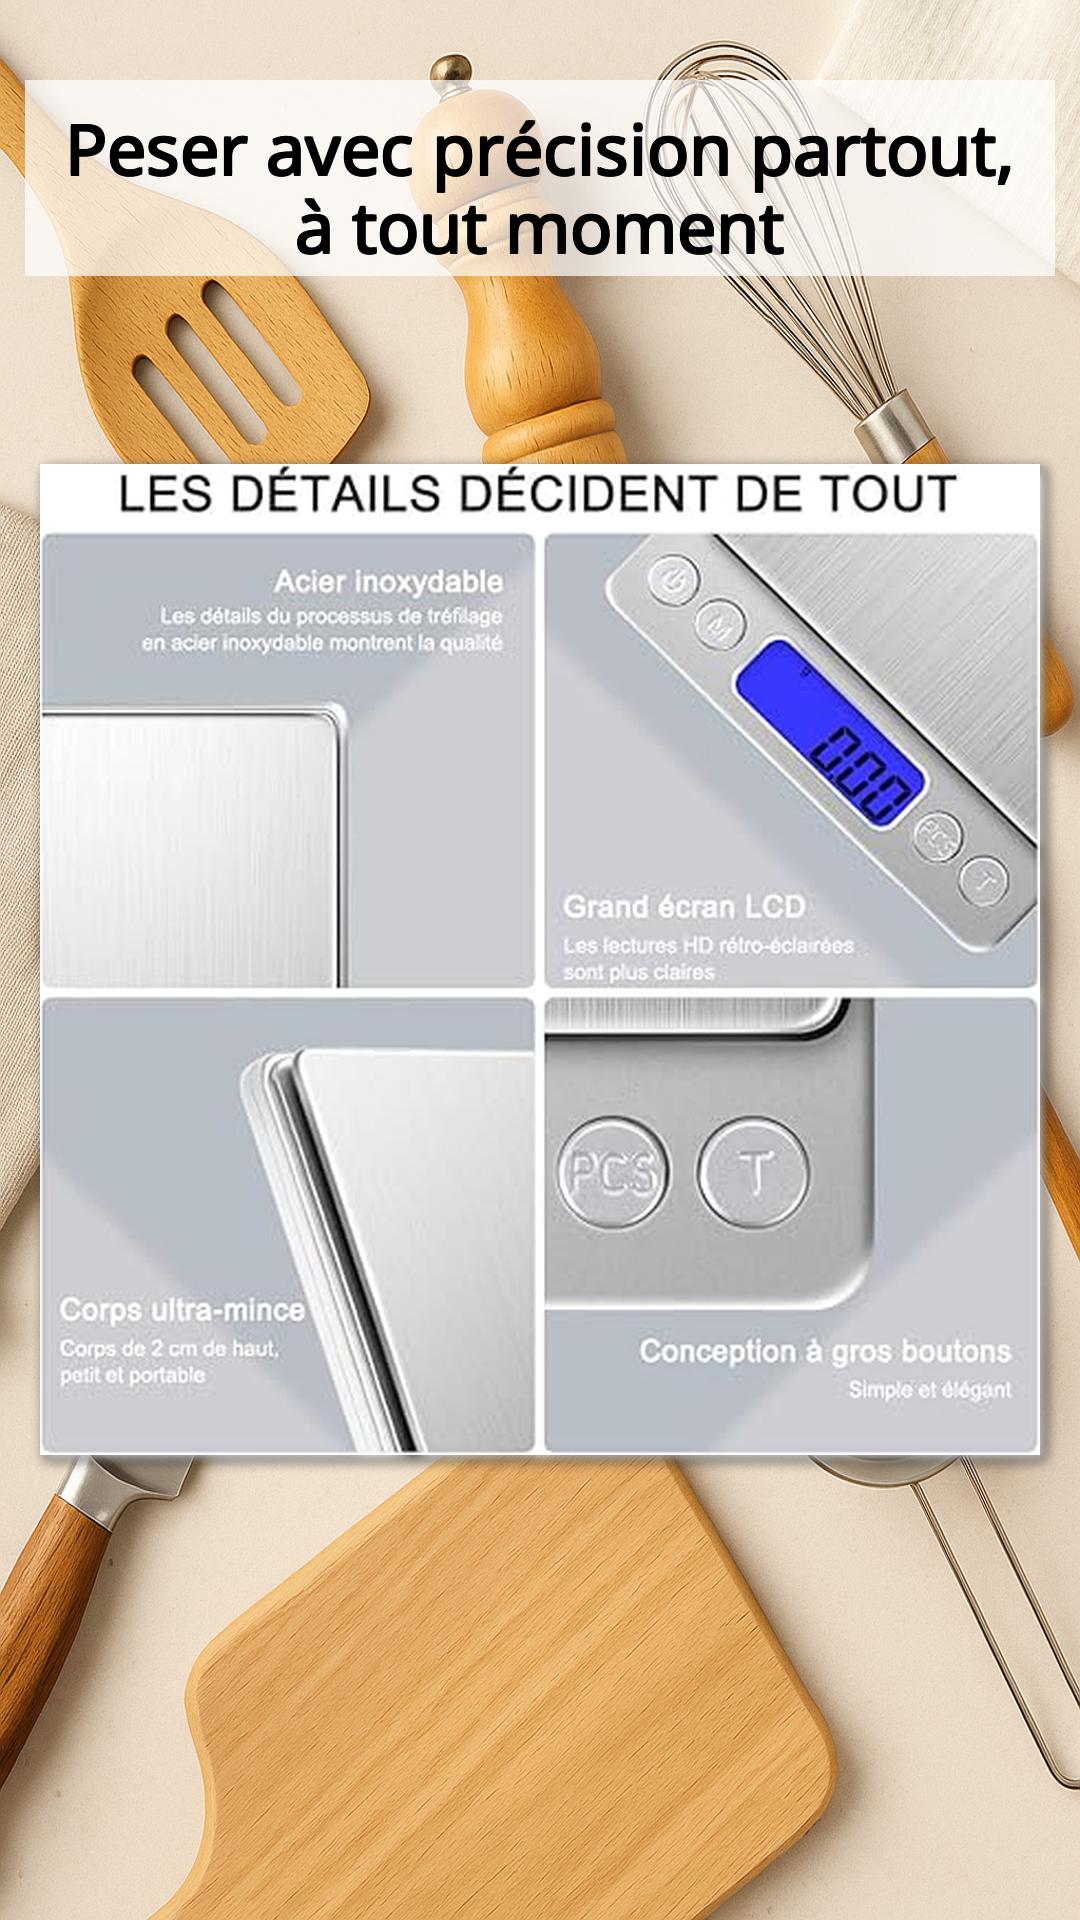 Peser avec précision partout,
à tout moment
LES DÉTAILS DÉCIDENT DE TOUT
Acier inoxydable
Les détails du processus de tréfilage
en acier inoxydable montrent la qualité
M
g
0.00
PCS
T
Grand écran LCD
Les lectures HD rétro-éclairées
sont plus claires
Corps ultra-mince
Corps de 2 cm de haut,
petit et portable
PCS T
Conception à gros boutons
Simple et élégant